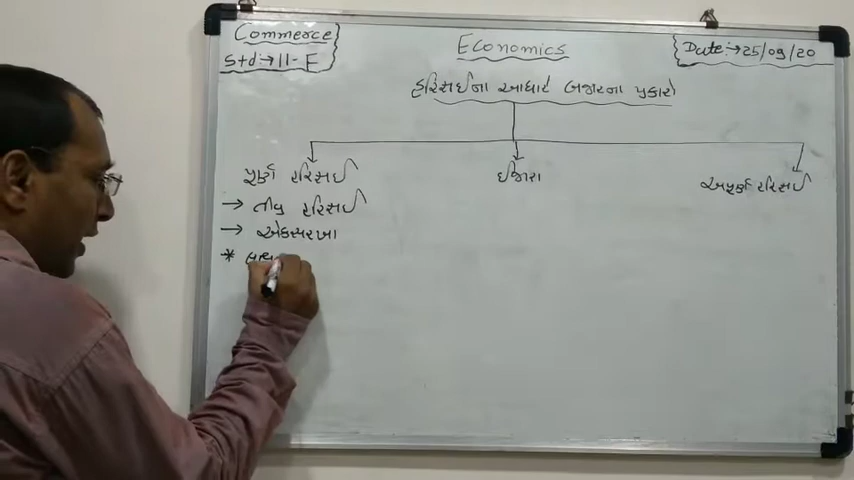 Commerce
Std:→11-F
Economics
Date:→25/09/20
હરિફાઈના આધારે બજારના પ્રકારો
પૂર્ણ હરિફાઈ
ઈજારા
અપૂર્ણ હરિફાઈ
→ તીવ્ર હરિફાઈ
→ એકસરખા
*